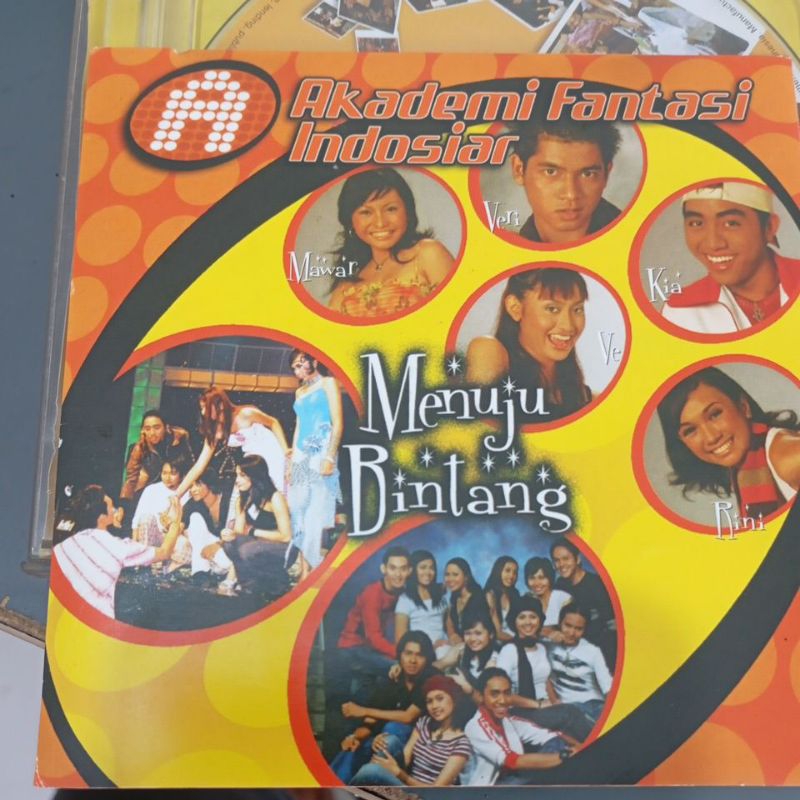 A
Akademi Fantasi
Indosiar
Mawar
Veri
Kia
Ve
Menuju
Bintang
Rini